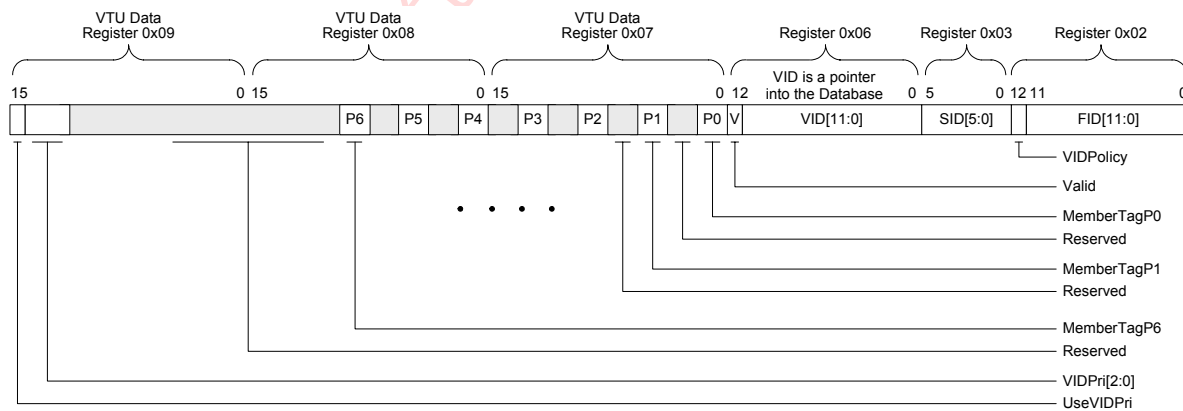 VTU Data
Register 0x09
VTU Data
Register 0x08
VTU Data
Register 0x07
Register 0x06
Register 0x03
Register 0x02
VID is a pointer
into the Database
15 0 15 0 15 0 12 0 5 0 12 11 0
P6 P5 P4 P3 P2 P1 P0 V VID[11:0] SID[5:0] FID[11:0]
VIDPolicy
Valid
MemberTagP0
Reserved
MemberTagP1
Reserved
MemberTagP6
Reserved
VIDPri[2:0]
UseVIDPri